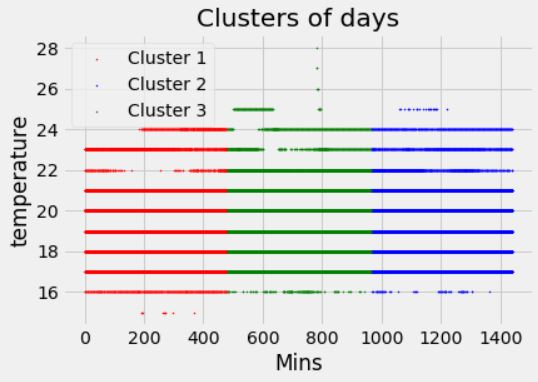 Clusters of days
Cluster 1
Cluster 2
Cluster 3
temperature
28
26
24
22
20
18
16
0 200 400 600 800 1000 1200 1400
Mins